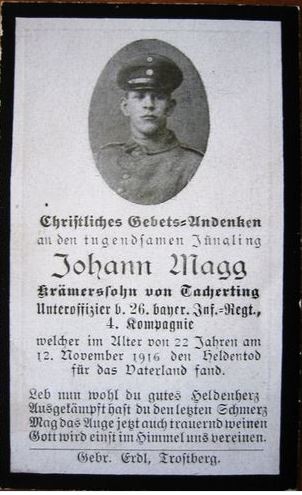 Christliches Gebets=Andenken
an den tugendsamen Jüngling
Johann Magg
Krämerssohn von Tacherting
Unteroffizier b. 26. bayer. Inf.=Regt.,
4. Kompagnie
welcher im Alter von 22 Jahren am
12. November 1916 den Heldentod
für das Vaterland fand.
Leb nun wohl du gutes Heldenherz
Ausgekämpft hast du den letzten Schmerz
Mag das Auge jetzt auch trauernd weinen
Gott wird einst im Himmel uns vereinen.
Gebr. Erdl, Trostberg.